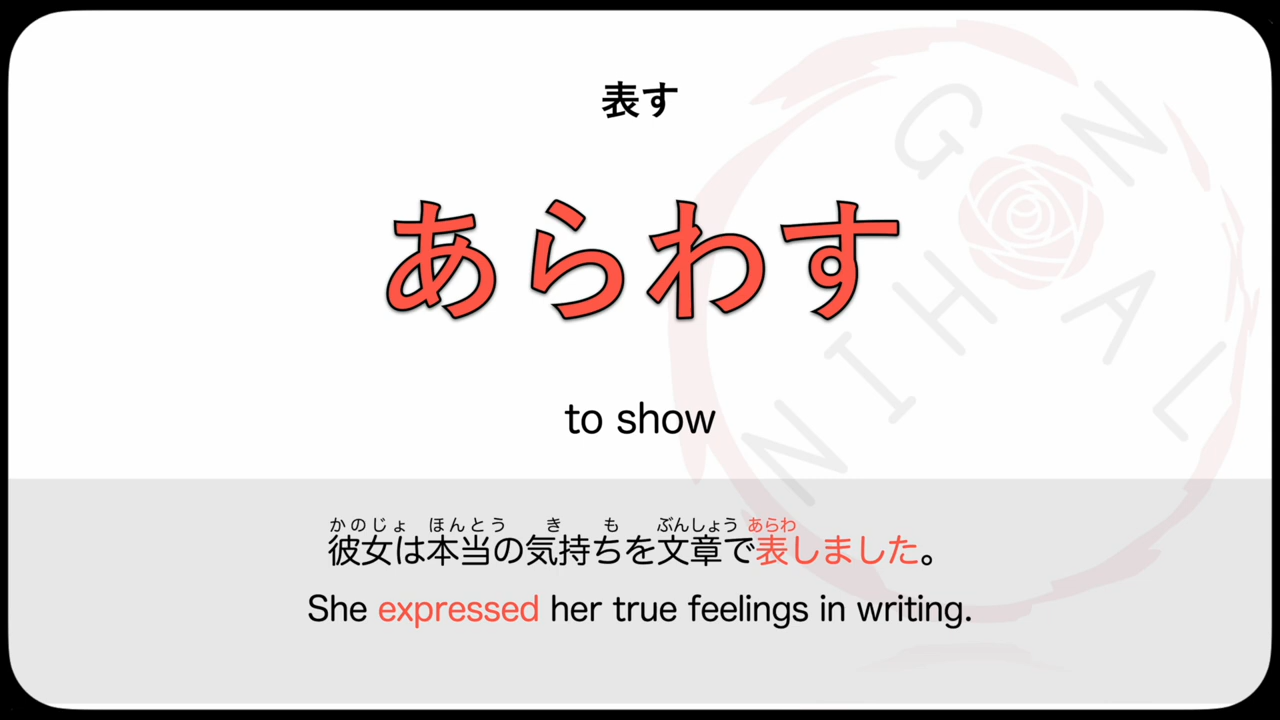 表す
あらわす
to show
かのじょ ほんとう き も ぶんしょう あらわ
彼女は本当の気持ちを文章で表しました。
She expressed her true feelings in writing.
NIHAL GON